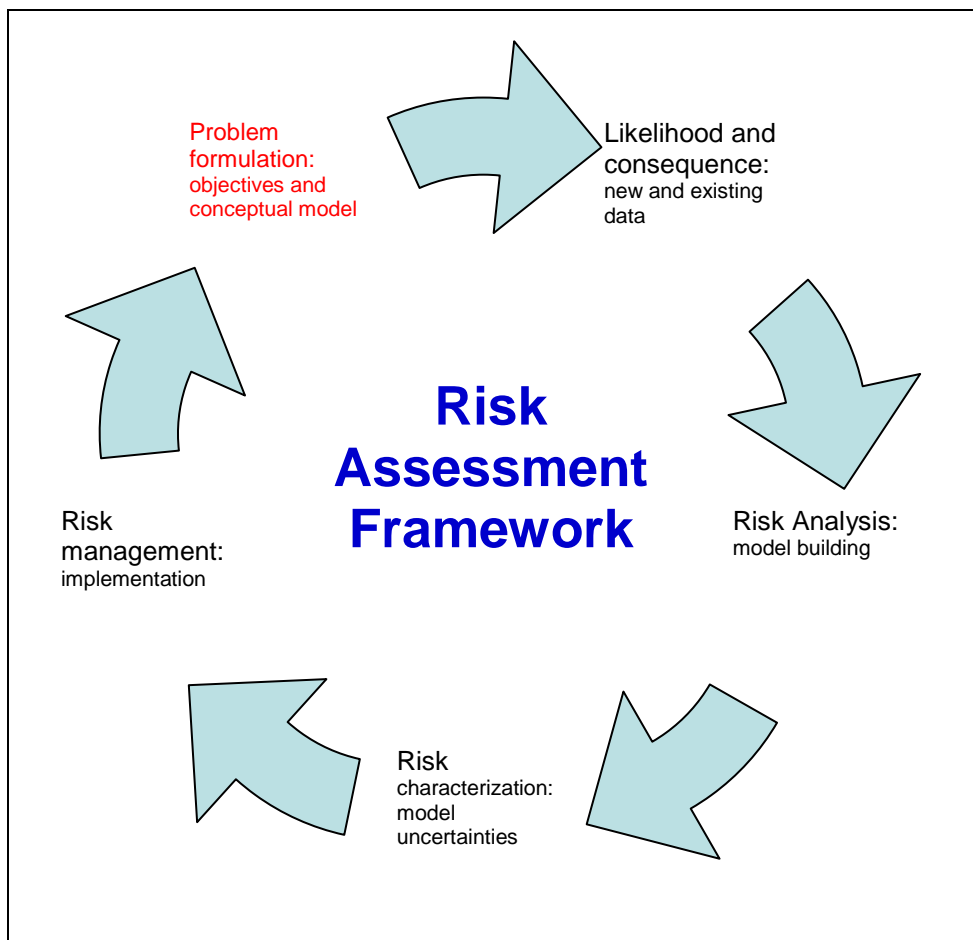 Problem
formulation:
objectives and
conceptual model
Likelihood and
consequence:
new and existing
data
Risk
Assessment
Framework
Risk Analysis:
model building
Risk
characterization:
model
uncertainties
Risk
management:
implementation